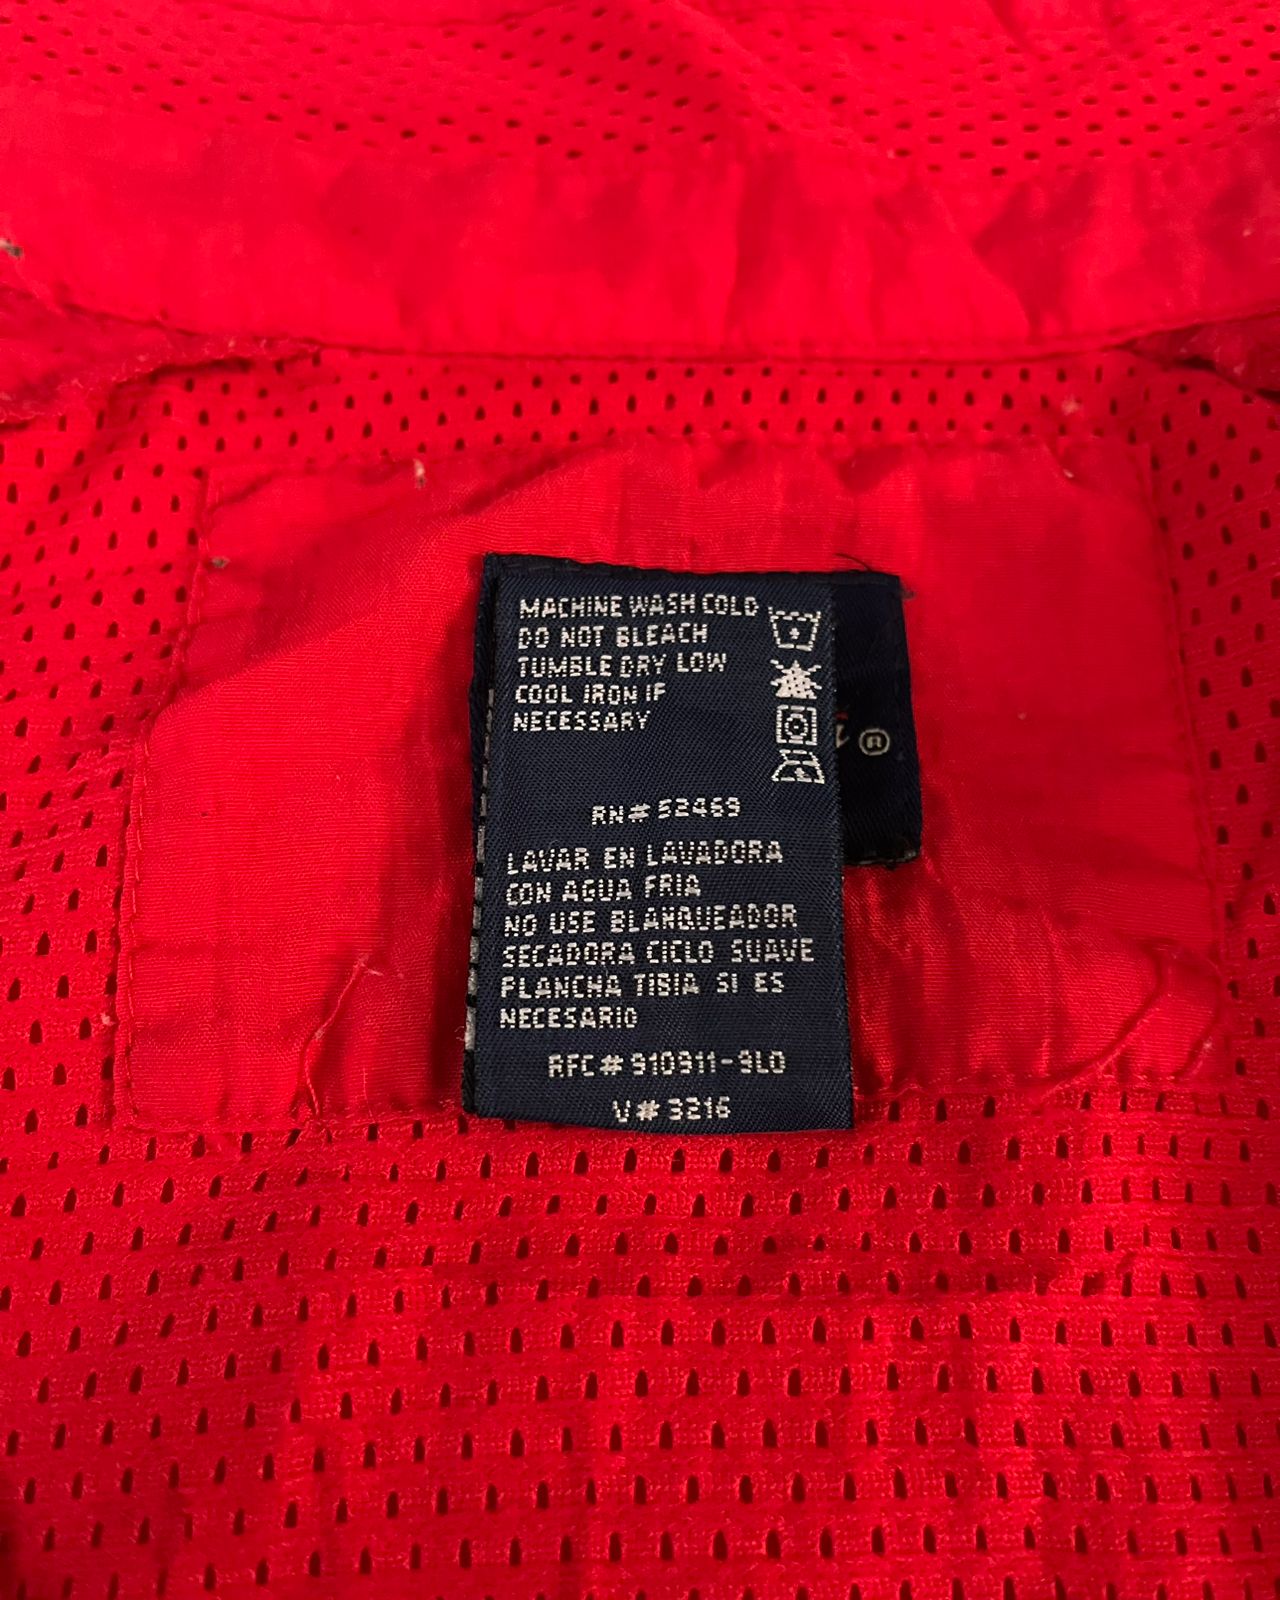 MACHINE WASH COLD
DO NOT BLEACH
TUMBLE DRY LOW
COOL IRON IF
NECESSARY
RN# 52469
LAVAR EN LAVADORA
CON AGUA FRIA
NO USE BLANQUEADOR
SECADORA CICLO SUAVE
PLANCHA TIBIA SI ES
NECESARIO
RFC# 910911-9L0
V# 3216
®